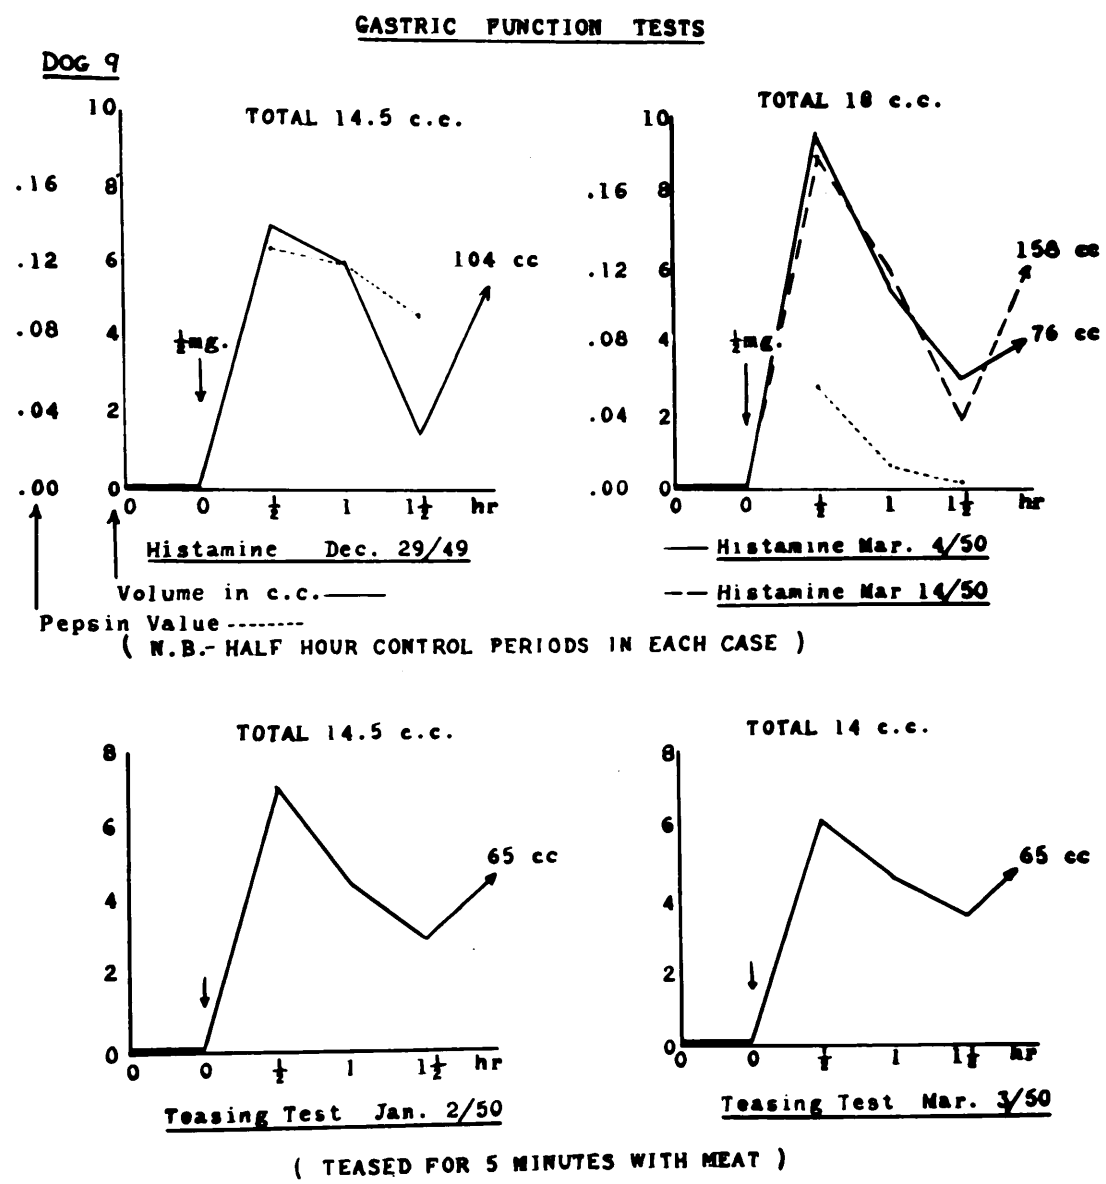 GASTRIC FUNCTION TESTS
DOG 9
TOTAL 14.5 c.c.
10
.16 8
.12 6
.08 4
.04 2
.00 0
½mg.
104 cc
0 0 ½ 1 1½ hr
Histamine Dec. 29/49
Volume in c.c.
Pepsin Value
TOTAL 18 c.c.
10
.16 8
.12 6
.08 4
.04 2
.00 0
½mg.
158 cc
76 cc
0 0 ½ 1 1½ hr
Histamine Mar. 4/50
Histamine Mar 14/50
( N.B.- HALF HOUR CONTROL PERIODS IN EACH CASE )
TOTAL 14.5 c.c.
8
6
4
2
0
65 cc
0 0 ½ 1 1½ hr
Teasing Test Jan. 2/50
TOTAL 14 c.c.
8
6
4
2
0
65 cc
0 0 ½ 1 1½ hr
Teasing Test Mar. 3/50
( TEASED FOR 5 MINUTES WITH MEAT )